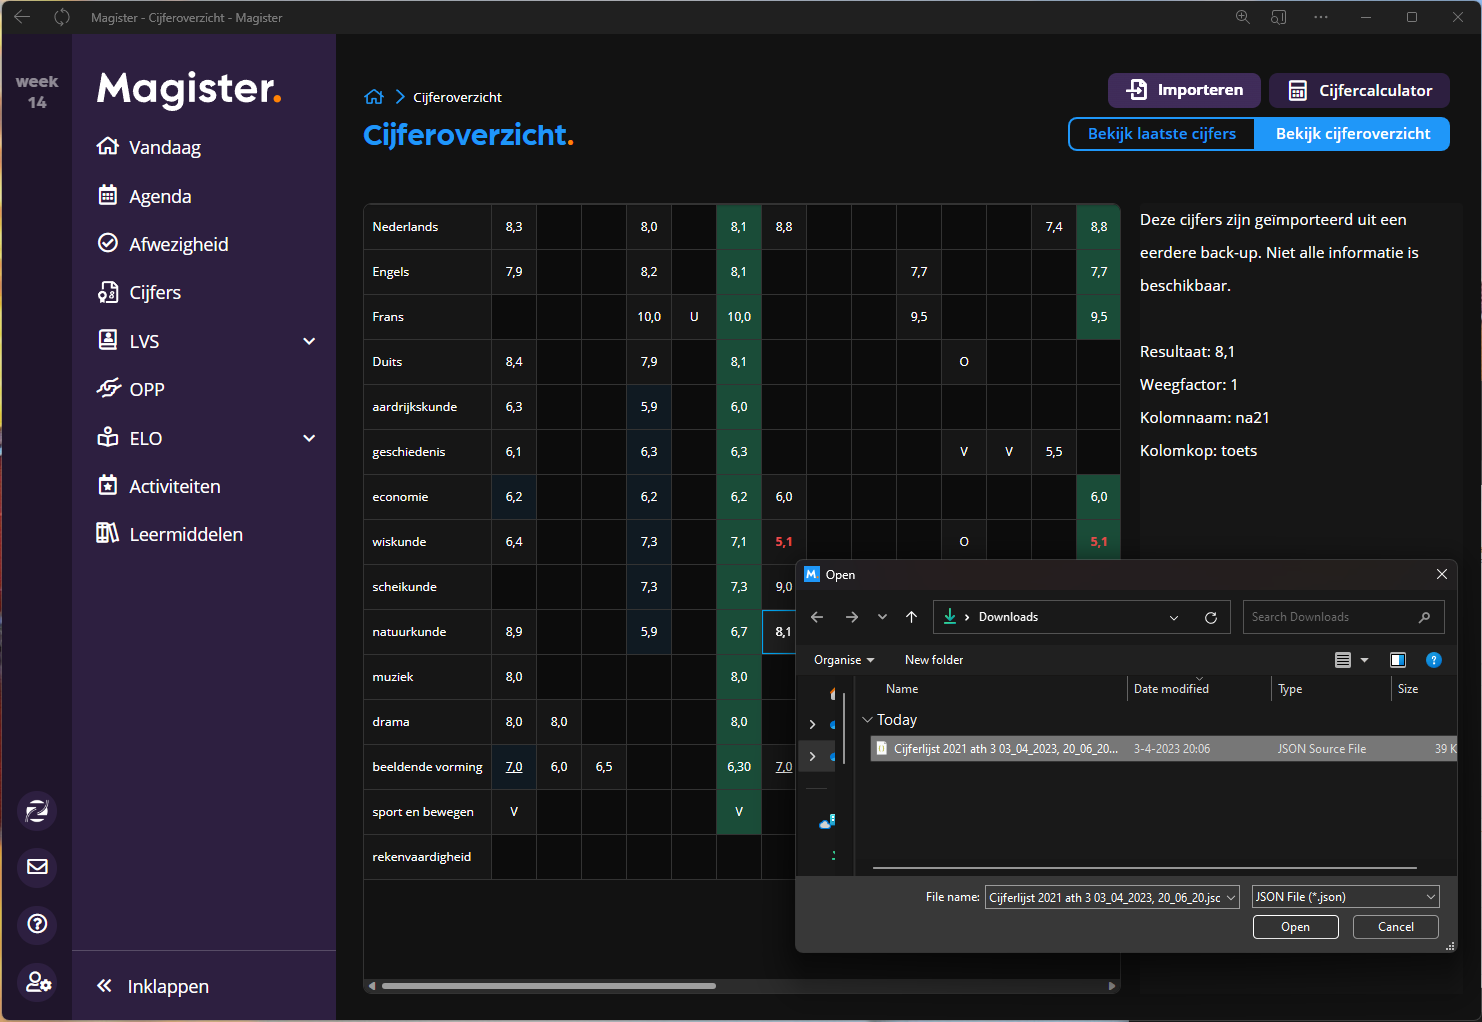 Magister - Cijferoverzicht - Magister
week
14
Magister.
Vandaag
Agenda
Afwezigheid
Cijfers
LVS
OPP
ELO
Activiteiten
Leermiddelen
Inklappen
Cijferoverzicht
Cijferoverzicht.
Importeren
Cijfercalculator
Bekijk laatste cijfers
Bekijk cijferoverzicht
Nederlands 8,3 8,0 8,1 8,8 7,4 8,8
Engels 7,9 8,2 8,1 7,7 7,7
Frans 10,0 U 10,0 9,5 9,5
Duits 8,4 7,9 8,1 O
aardrijkskunde 6,3 5,9 6,0
geschiedenis 6,1 6,3 6,3 V V 5,5
economie 6,2 6,2 6,2 6,0 6,0
wiskunde 6,4 7,3 7,1 5,1 O 5,1
scheikunde 7,3 7,3 9,0
natuurkunde 8,9 5,9 6,7 8,1
muziek 8,0 8,0
drama 8,0 8,0 8,0
beeldende vorming 7,0 6,0 6,5 6,30 7,0
sport en bewegen V V
rekenvaardigheid
Deze cijfers zijn geïmporteerd uit een
eerdere back-up. Niet alle informatie is
beschikbaar.
Resultaat: 8,1
Weegfactor: 1
Kolomnaam: na21
Kolomkop: toets
M Open
Downloads
Search Downloads
Organise
New folder
Name Date modified Type Size
Today
Cijferlijst 2021 ath 3 03_04_2023, 20_06_20... 3-4-2023 20:06 JSON Source File 39 K
File name: Cijferlijst 2021 ath 3 03_04_2023, 20_06_20.jsc
JSON File (*.json)
Open
Cancel